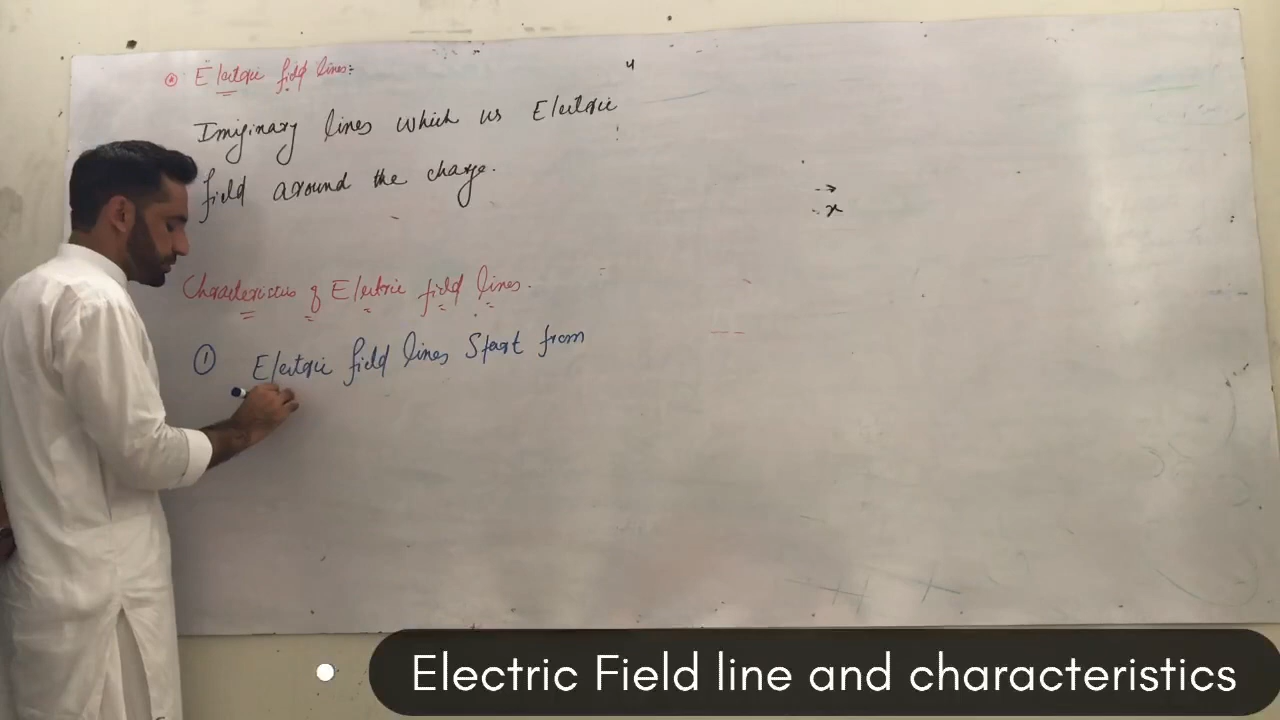 Electric field lines:
Imiginary lines which us Electric
field around the charge.
Characteristics of Electric field lines.
① Electric field lines Start from
x
Electric Field line and characteristics